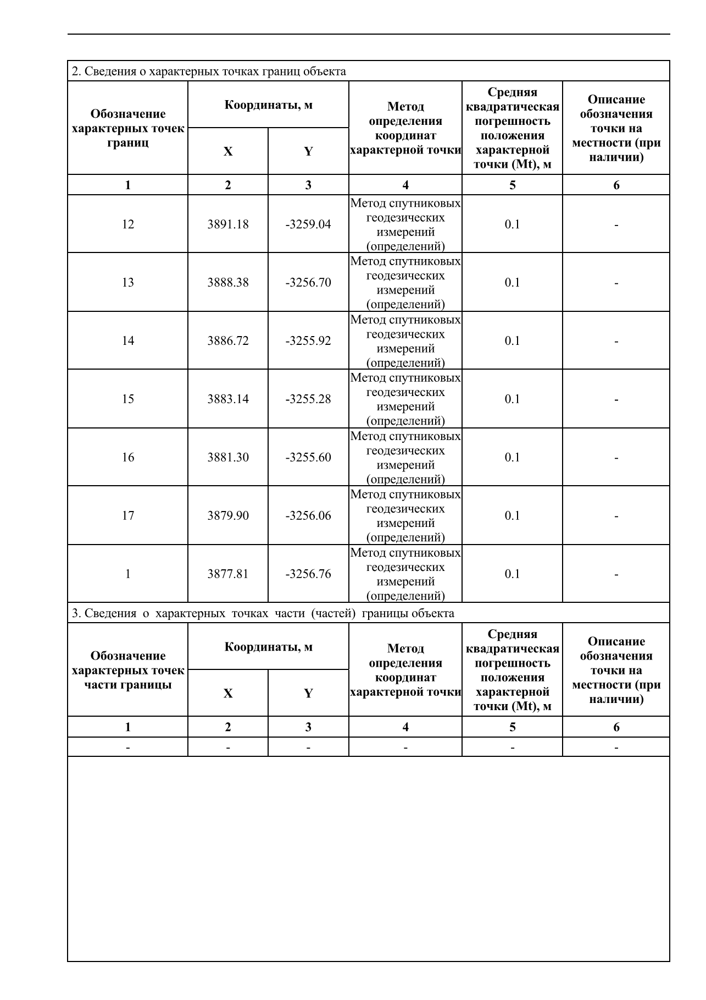 2. Сведения о характерных точках границ объекта
Обозначение
характерных точек
границ
Координаты, м
X
Y
Метод
определения
координат
характерной точки
Средняя
квадратическая
погрешность
положения
характерной
точки (Mt), м
Описание
обозначения
точки на
местности (при
наличии)
1 2 3 4 5 6
12 3891.18 -3259.04 Метод спутниковых
геодезических
измерений
(определений) 0.1 -
13 3888.38 -3256.70 Метод спутниковых
геодезических
измерений
(определений) 0.1 -
14 3886.72 -3255.92 Метод спутниковых
геодезических
измерений
(определений) 0.1 -
15 3883.14 -3255.28 Метод спутниковых
геодезических
измерений
(определений) 0.1 -
16 3881.30 -3255.60 Метод спутниковых
геодезических
измерений
(определений) 0.1 -
17 3879.90 -3256.06 Метод спутниковых
геодезических
измерений
(определений) 0.1 -
1 3877.81 -3256.76 Метод спутниковых
геодезических
измерений
(определений) 0.1 -
3. Сведения о характерных точках части (частей) границы объекта
Обозначение
характерных точек
части границы
Координаты, м
X
Y
Метод
определения
координат
характерной точки
Средняя
квадратическая
погрешность
положения
характерной
точки (Mt), м
Описание
обозначения
точки на
местности (при
наличии)
1 2 3 4 5 6
- - - - - -